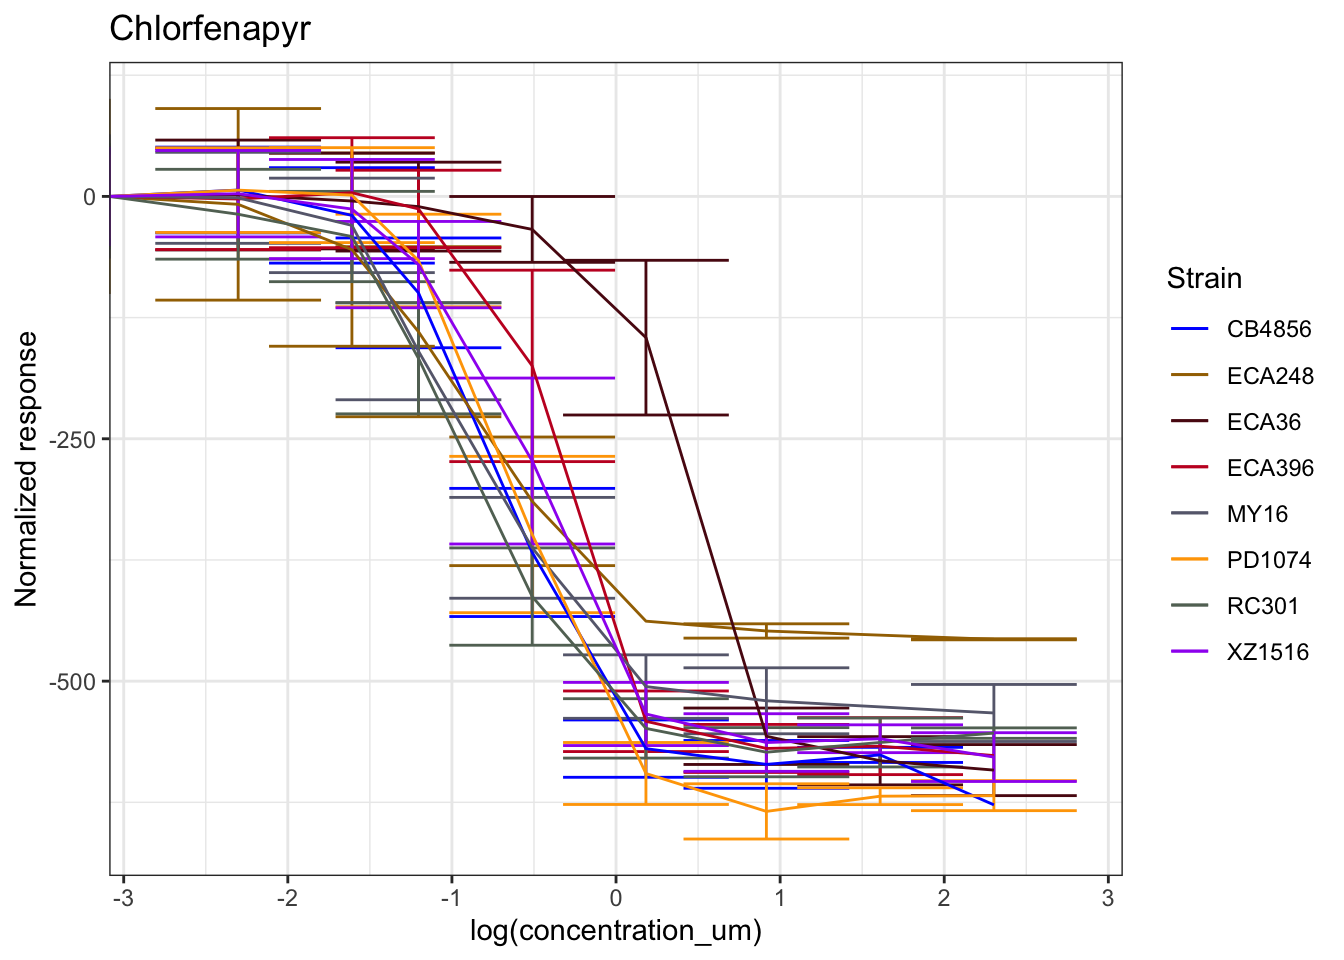 Chlorfenapyr
Normalized response
0
-250
-500
-3
-2
-1
0
1
2
3
log(concentration_um)
Strain
CB4856
ECA248
ECA36
ECA396
MY16
PD1074
RC301
XZ1516